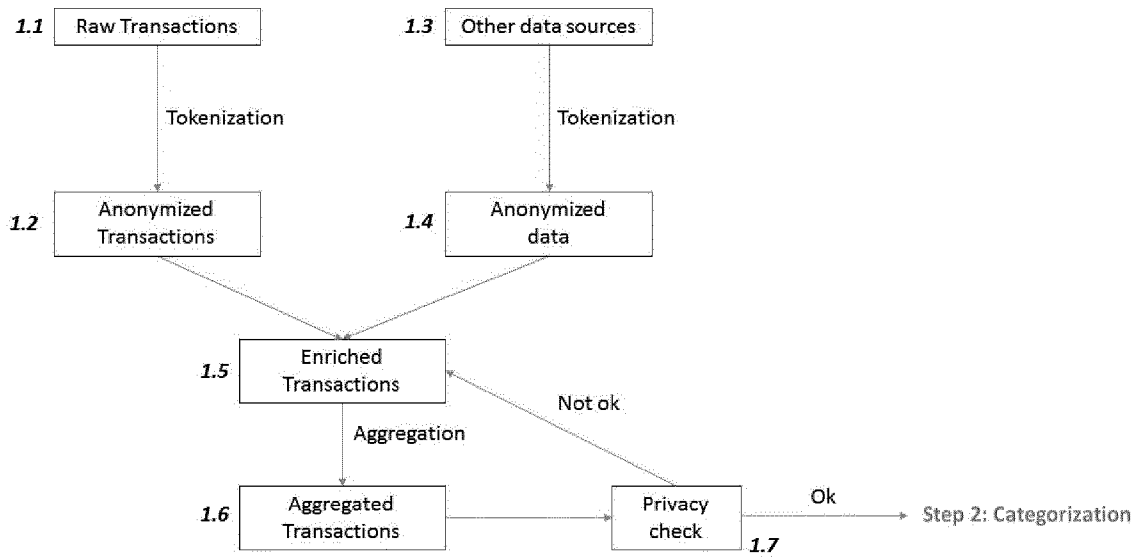 1.1 Raw Transactions
1.3 Other data sources
Tokenization
Tokenization
1.2
Anonymized
Transactions
1.4
Anonymized
data
1.5
Enriched
Transactions
Not ok
Aggregation
1.6
Aggregated
Transactions
Privacy
check
1.7
Ok
Step 2: Categorization